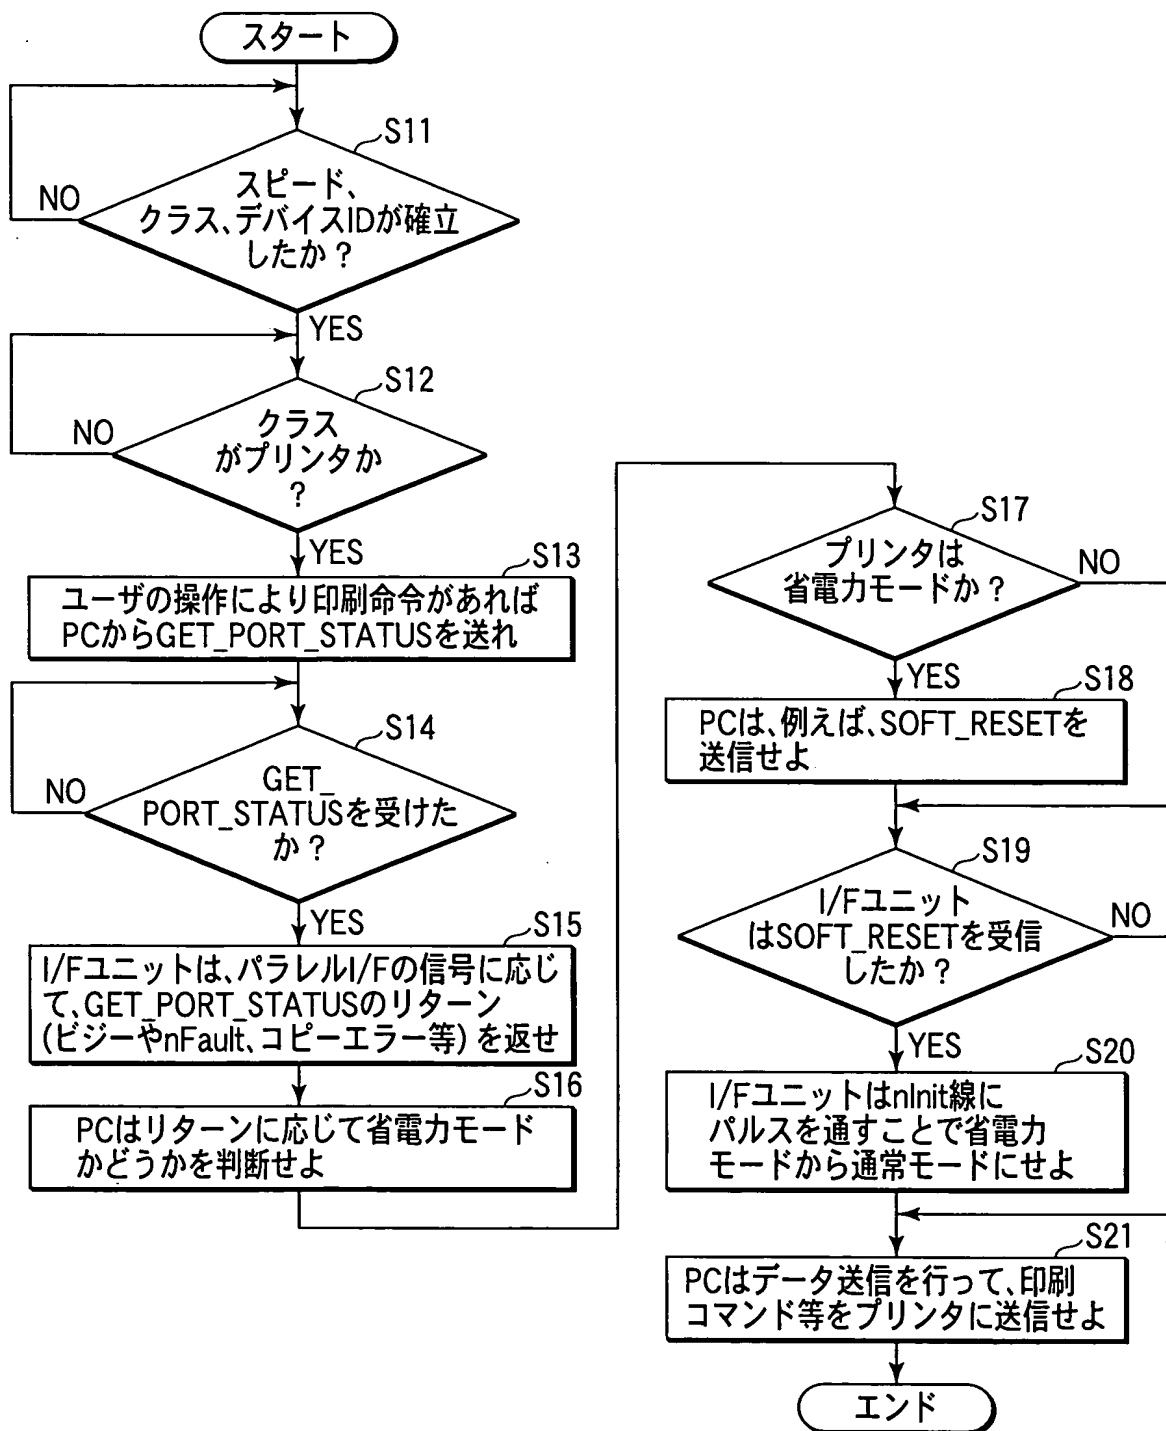 スタート
S11
スピード、
クラス、デバイスIDが確立
したか？
NO
YES
S12
クラス
がプリンタか
？
NO
YES
S13
ユーザの操作により印刷命令があれば
PCからGET_PORT_STATUSを送れ
S14
GET_
PORT_STATUSを受けた
か？
NO
YES
S15
I/Fユニットは、パラレルI/Fの信号に応じ
て、GET_PORT_STATUSのリターン
(ビジーやnFault、コピーエラー等) を返せ
S16
PCはリターンに応じて省電力モード
かどうかを判断せよ
S17
プリンタは
省電力モードか？
NO
YES
S18
PCは、例えば、SOFT_RESETを
送信せよ
S19
I/Fユニット
はSOFT_RESETを受信
したか？
NO
YES
S20
I/FユニットはnInit線に
パルスを通すことで省電力
モードから通常モードにせよ
S21
PCはデータ送信を行って、印刷
コマンド等をプリンタに送信せよ
エンド